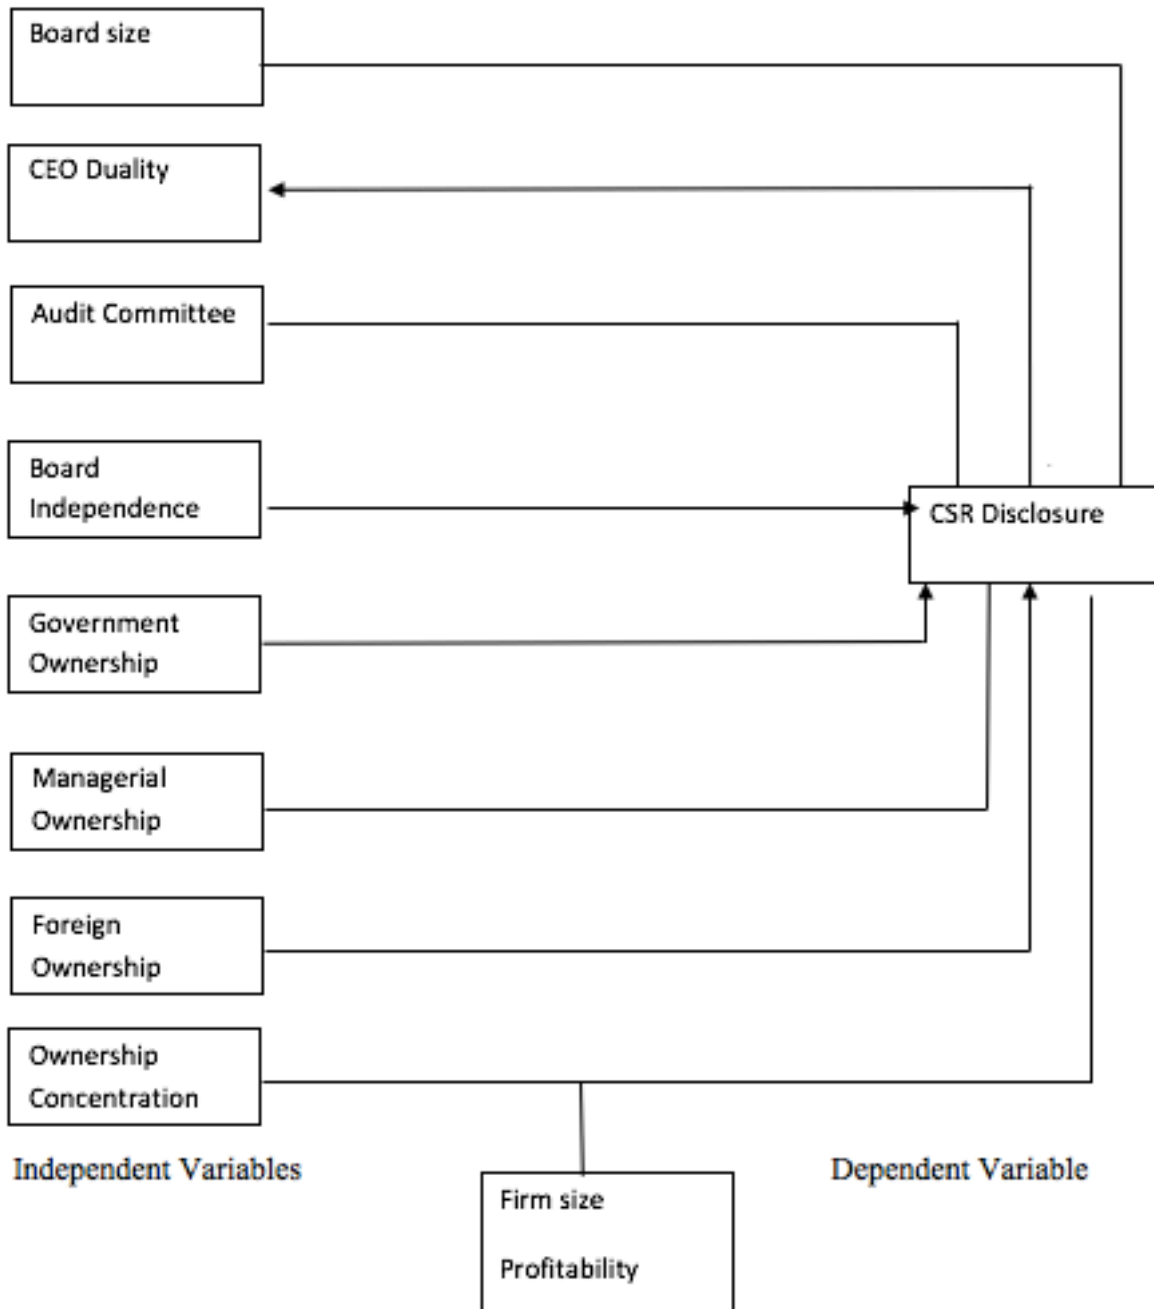 Board size
CEO Duality
Audit Committee
Board
Independence
CSR Disclosure
Government
Ownership
Managerial
Ownership
Foreign
Ownership
Ownership
Concentration
Independent Variables
Dependent Variable
Firm size
Profitability